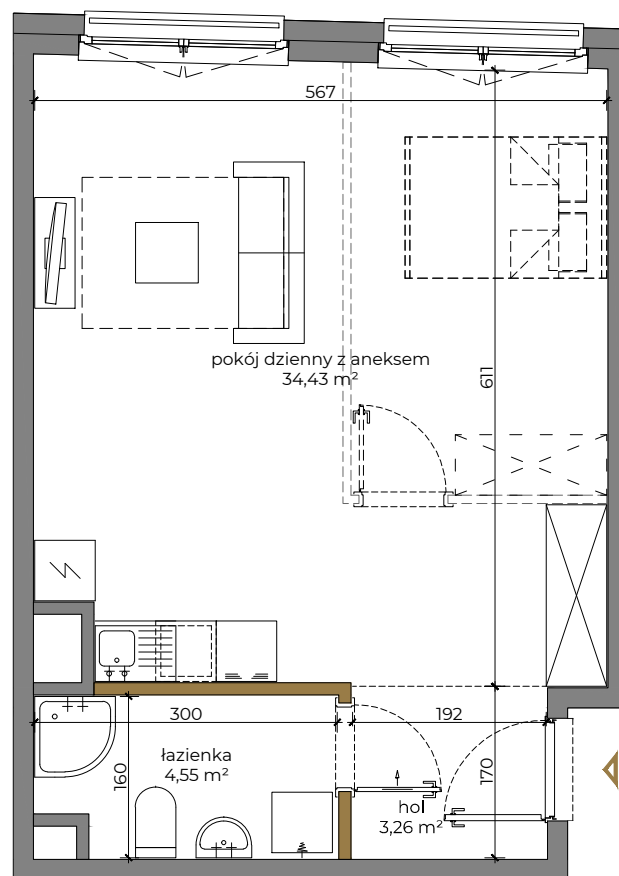 567
pokój dzienny z aneksem
34,43 m²
611
300
192
łazienka
4,55 m²
160
170
hol
3,26 m²